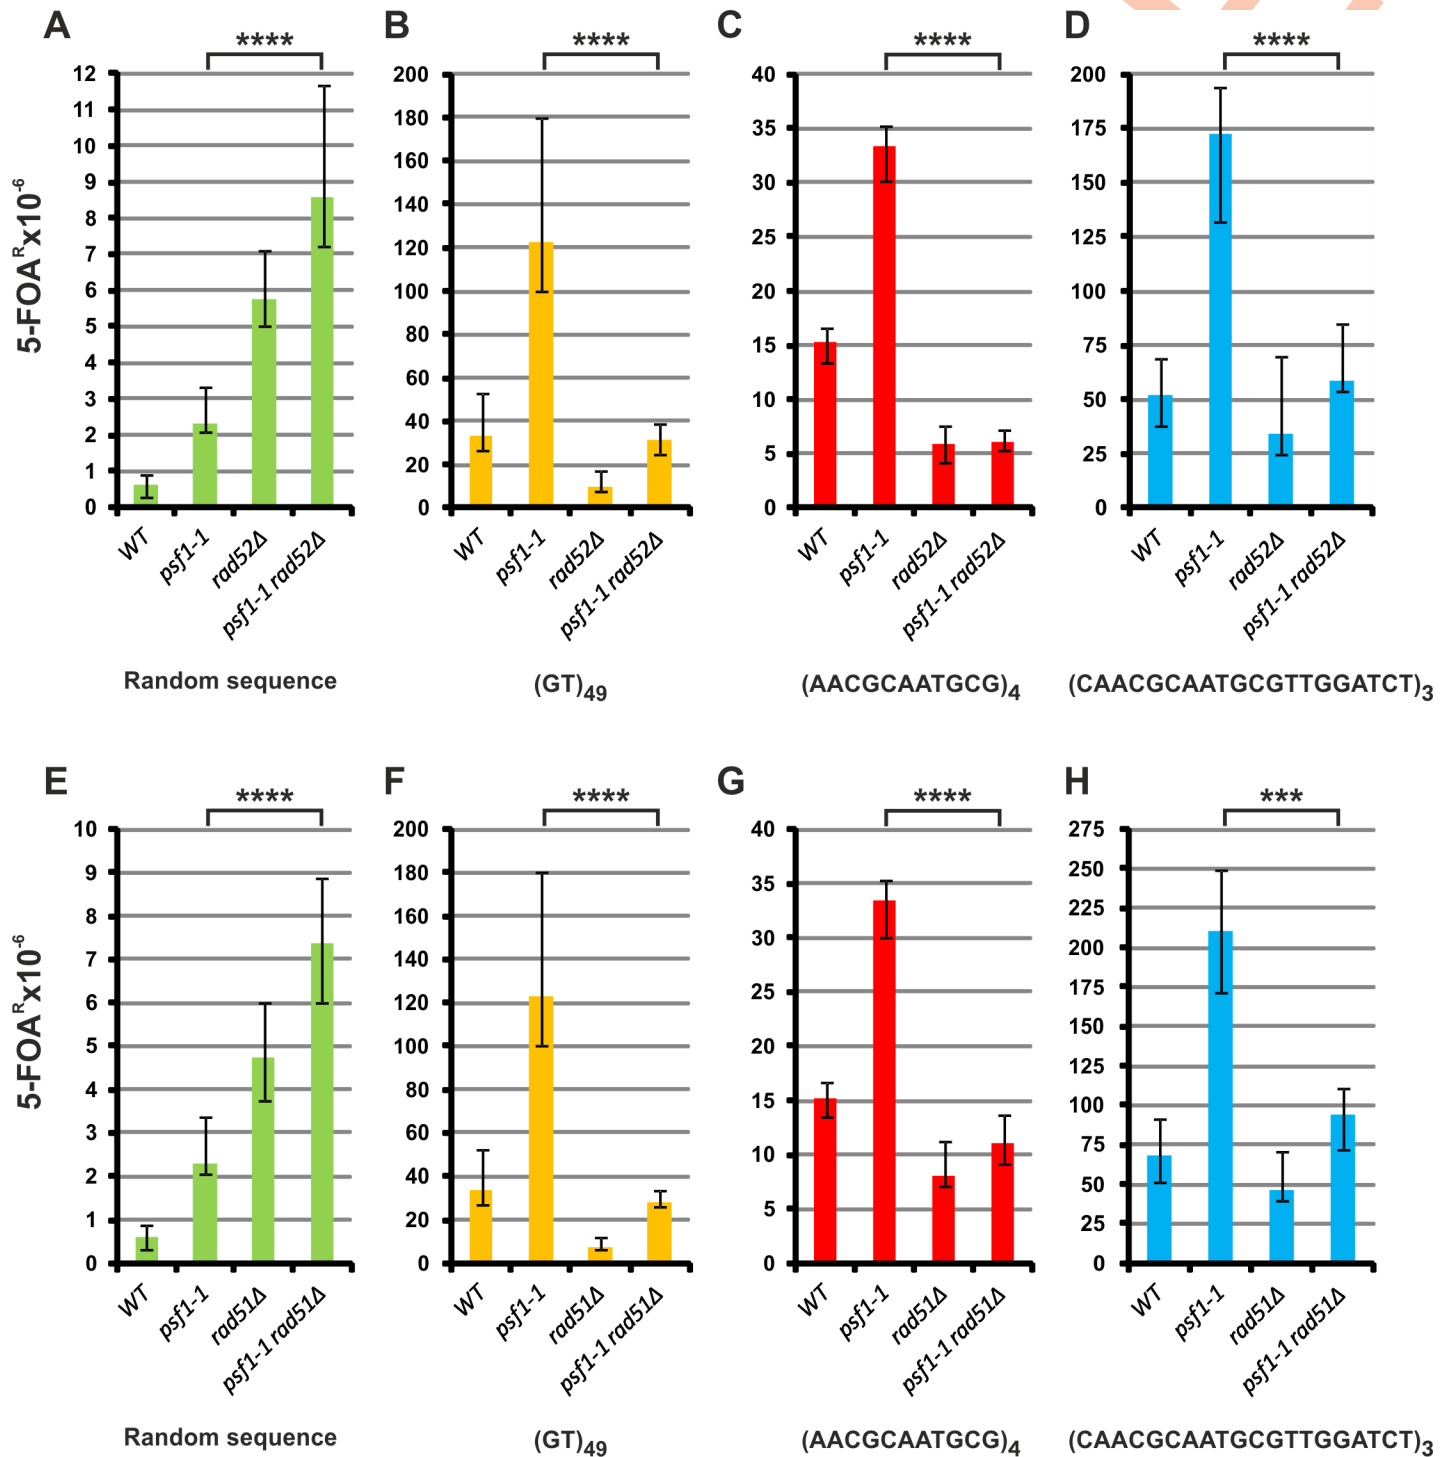 A
****
12
11
10
9
8
7
6
5
4
3
2
1
0
5-FOAᴿx10⁻⁶
WT
psf1-1
rad52Δ
psf1-1 rad52Δ
Random sequence
B
****
200
180
160
140
120
100
80
60
40
20
0
WT
psf1-1
rad52Δ
psf1-1 rad52Δ
(GT)₄₉
C
****
40
35
30
25
20
15
10
5
0
WT
psf1-1
rad52Δ
psf1-1 rad52Δ
(AACGCAATGCG)₄
D
****
200
175
150
125
100
75
50
25
0
WT
psf1-1
rad52Δ
psf1-1 rad52Δ
(CAACGCAATGCGTTGGATCT)₃
E
****
10
9
8
7
6
5
4
3
2
1
0
5-FOAᴿx10⁻⁶
WT
psf1-1
rad51Δ
psf1-1 rad51Δ
Random sequence
F
****
200
180
160
140
120
100
80
60
40
20
0
WT
psf1-1
rad51Δ
psf1-1 rad51Δ
(GT)₄₉
G
****
40
35
30
25
20
15
10
5
0
WT
psf1-1
rad51Δ
psf1-1 rad51Δ
(AACGCAATGCG)₄
H
***
275
250
225
200
175
150
125
100
75
50
25
0
WT
psf1-1
rad51Δ
psf1-1 rad51Δ
(CAACGCAATGCGTTGGATCT)₃